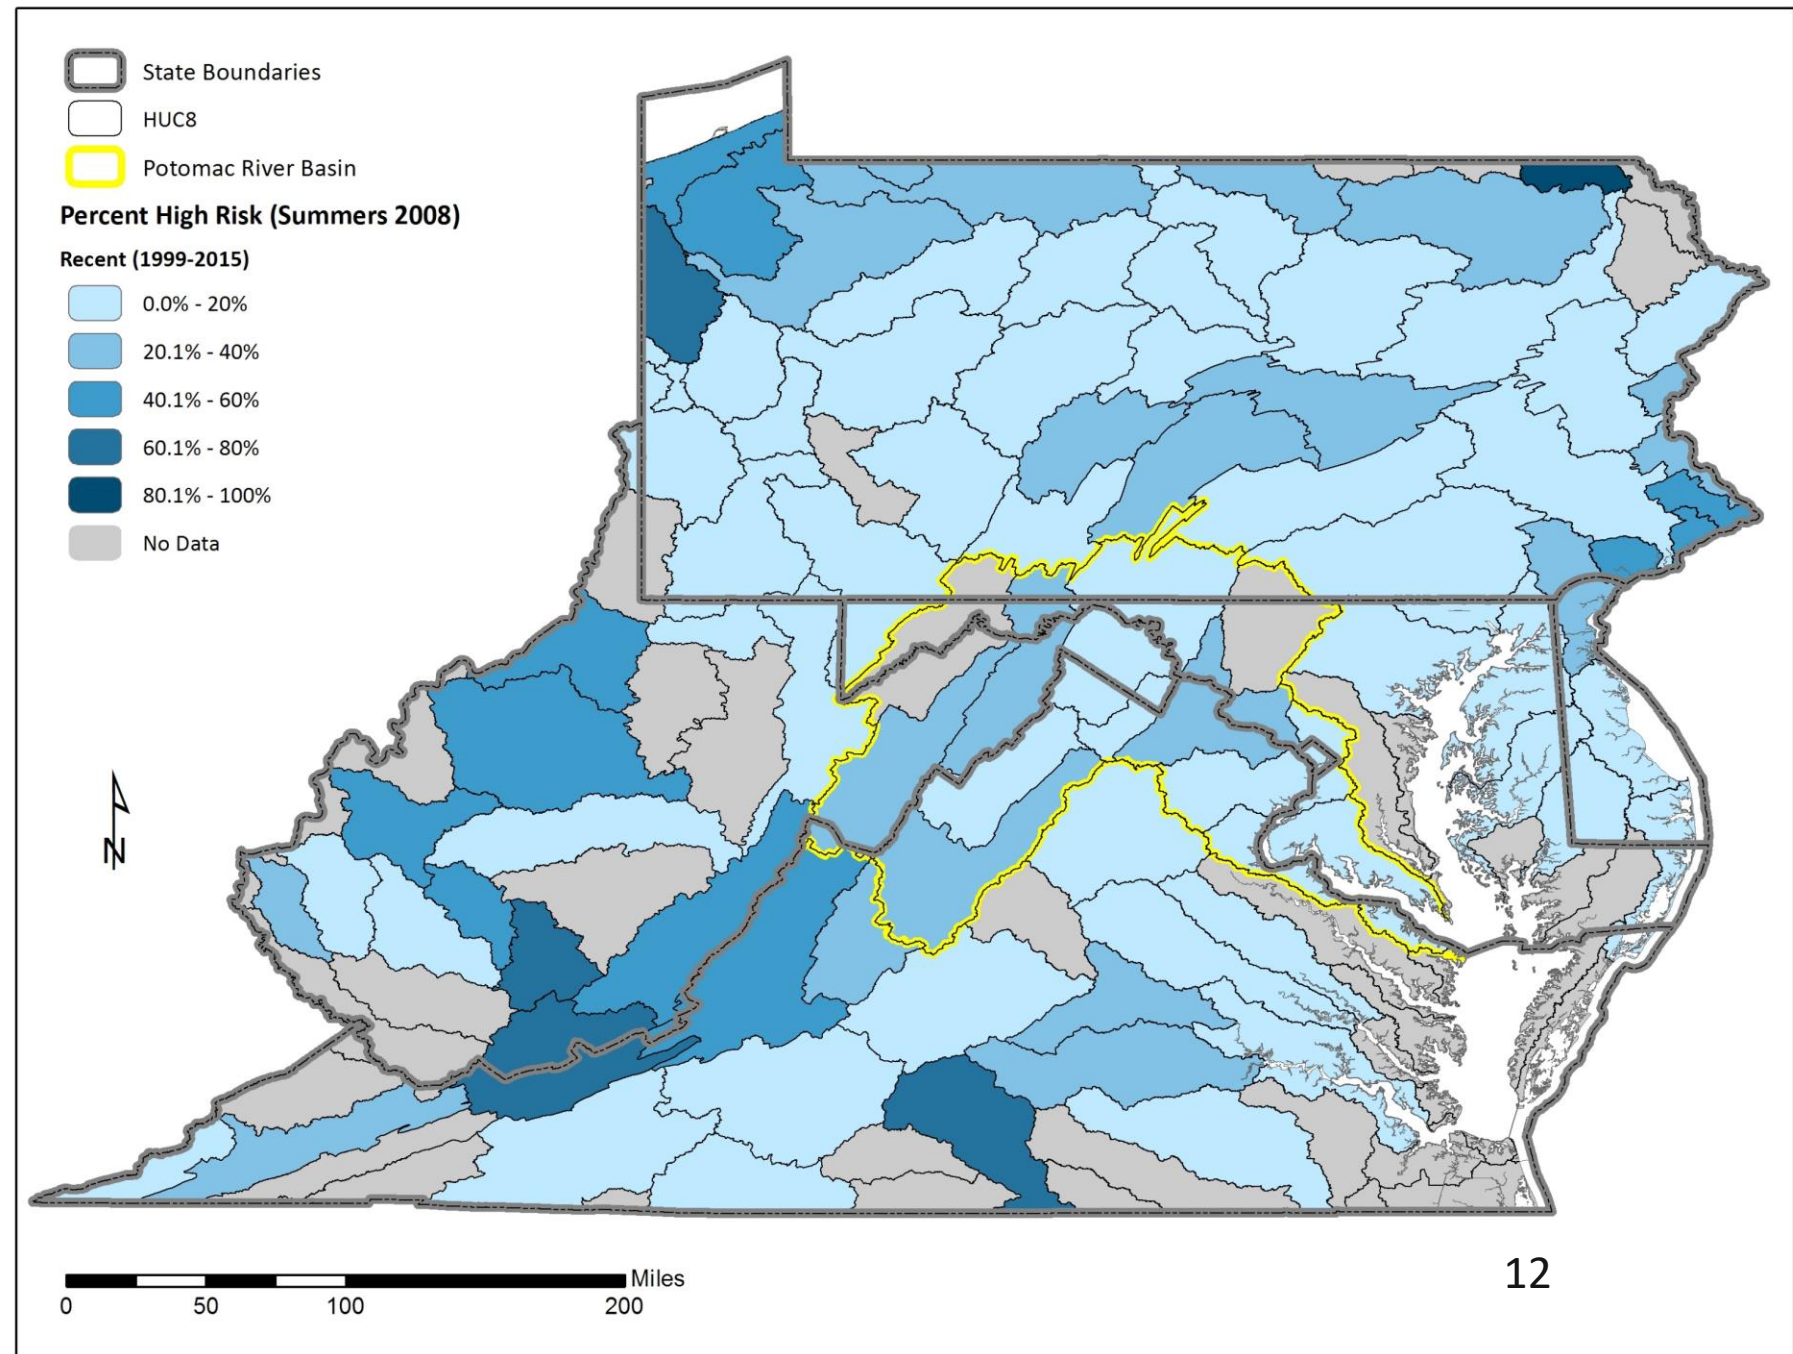 State Boundaries
HUC8
Potomac River Basin
Percent High Risk (Summers 2008)
Recent (1999-2015)
0.0% - 20%
20.1% - 40%
40.1% - 60%
60.1% - 80%
80.1% - 100%
No Data
N
Miles
0 50 100 200
12